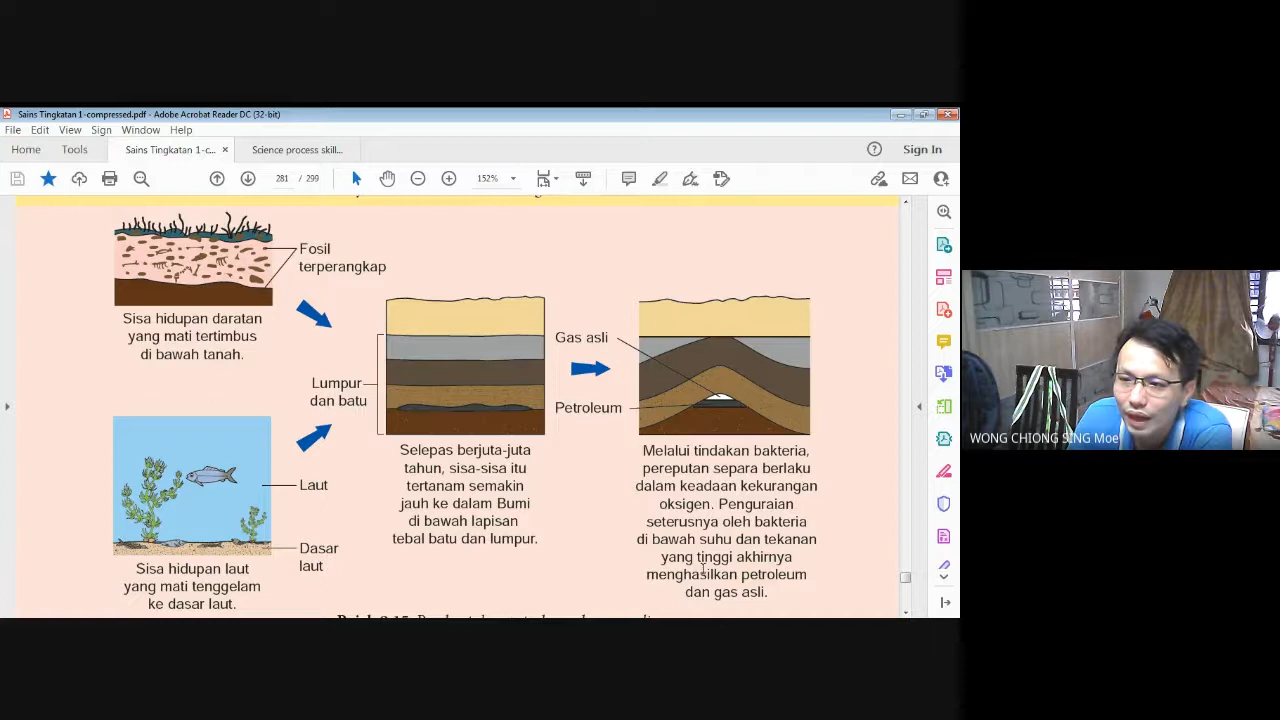 Sains Tingkatan 1-compressed.pdf - Adobe Acrobat Reader DC (32-bit)
File Edit View Sign Window Help
Home Tools Sains Tingkatan 1-c... × Science process skill... Sign In
281 / 299 152%
Fosil
terperangkap
Sisa hidupan daratan
yang mati tertimbus
di bawah tanah.
Laut
Dasar
laut
Sisa hidupan laut
yang mati tenggelam
ke dasar laut.
Lumpur
dan batu
Selepas berjuta-juta
tahun, sisa-sisa itu
tertanam semakin
jauh ke dalam Bumi
di bawah lapisan
tebal batu dan lumpur.
Gas asli
Petroleum
Melalui tindakan bakteria,
pereputan separa berlaku
dalam keadaan kekurangan
oksigen. Penguraian
seterusnya oleh bakteria
di bawah suhu dan tekanan
yang tinggi akhirnya
menghasilkan petroleum
dan gas asli.
WONG CHIONG SING Moe